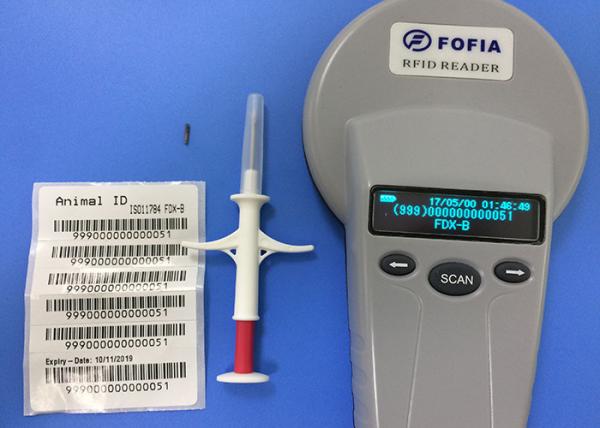 FOFIA
RFID READER
17/05/00 01:46:49
(999)000000000051
FDX-B
SCAN
Animal ID
ISO11784 FDX-B
999000000000051
999000000000051
999000000000051
999000000000051
Expiry-Date: 10/11/2019
999000000000051